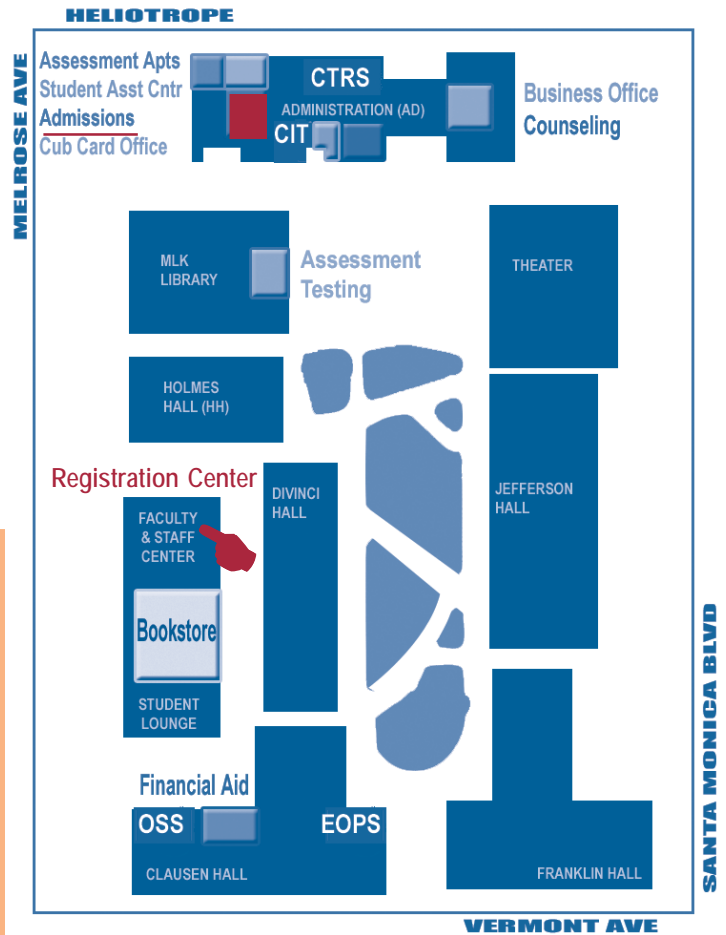 HELIOTROPE
MELROSE AVE
Assessment Apts
Student Asst Cntr
Admissions
Cub Card Office
CTRS
ADMINISTRATION (AD)
CIT
Business Office
Counseling
MLK
LIBRARY
Assessment
Testing
THEATER
HOLMES
HALL (HH)
Registration Center
DIVINCI
HALL
JEFFERSON
HALL
FACULTY
& STAFF
CENTER
Bookstore
STUDENT
LOUNGE
SANTA MONICA BLVD
Financial Aid
OSS
EOPS
CLAUSEN HALL
FRANKLIN HALL
VERMONT AVE